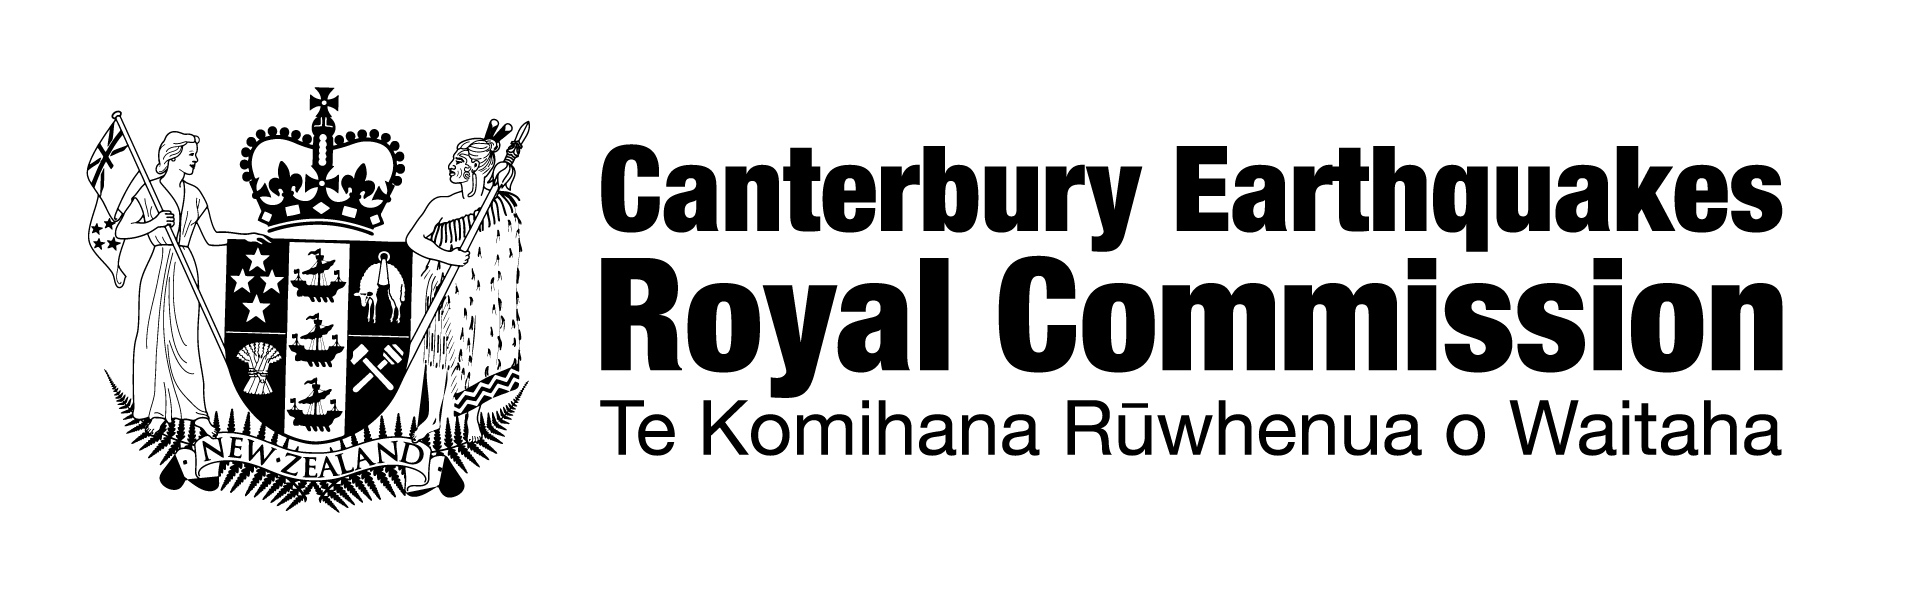 NEW·ZEALAND
Canterbury Earthquakes
Royal Commission
Te Komihana Rūwhenua o Waitaha